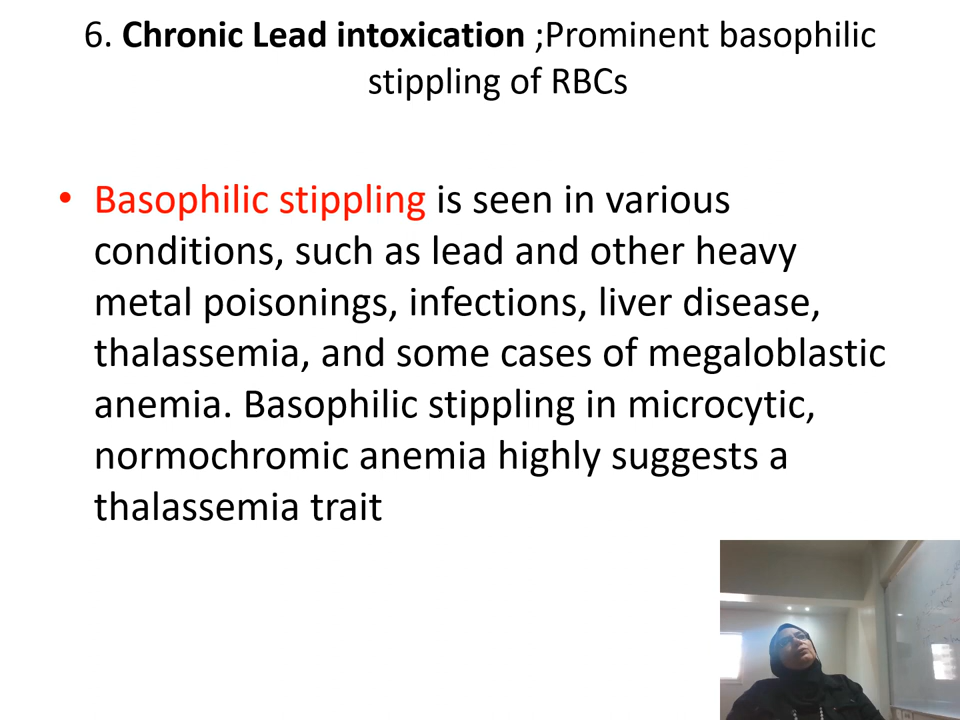 6. Chronic Lead intoxication ;Prominent basophilic
stippling of RBCs
• Basophilic stippling is seen in various
conditions, such as lead and other heavy
metal poisonings, infections, liver disease,
thalassemia, and some cases of megaloblastic
anemia. Basophilic stippling in microcytic,
normochromic anemia highly suggests a
thalassemia trait